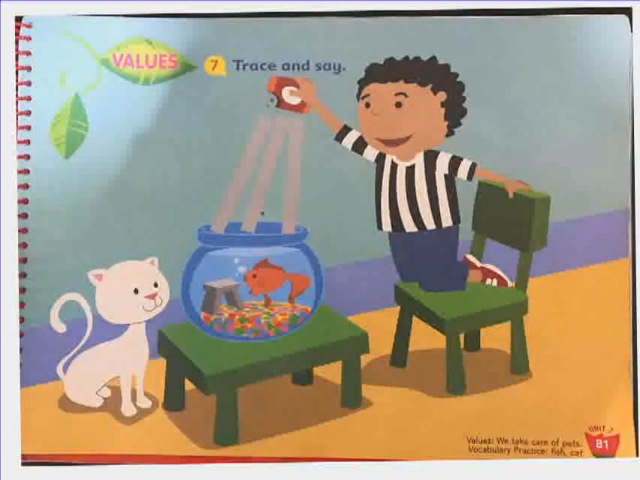 VALUES
7 Trace and say.
Values: We take care of pets.
Vocabulary Practice: fish, cat
UNIT 7
81